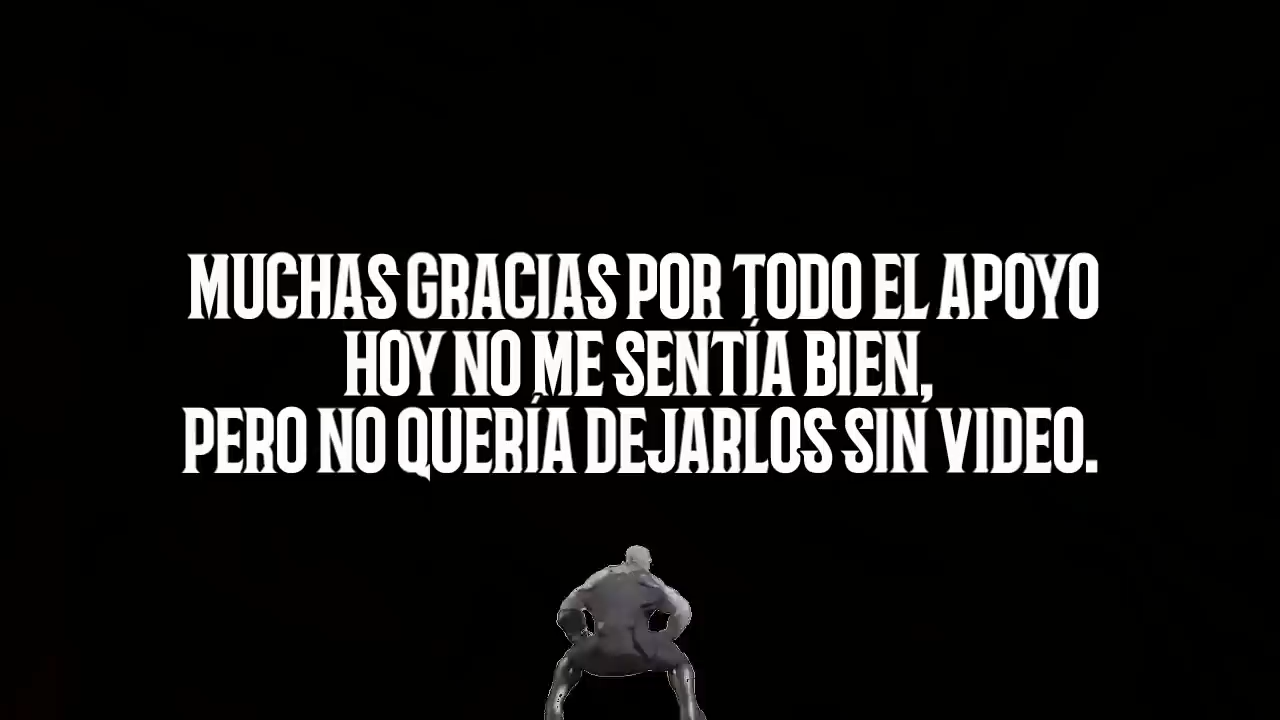 MUCHAS GRACIAS POR TODO EL APOYO
HOY NO ME SENTÍA BIEN,
PERO NO QUERÍA DEJARLOS SIN VIDEO.